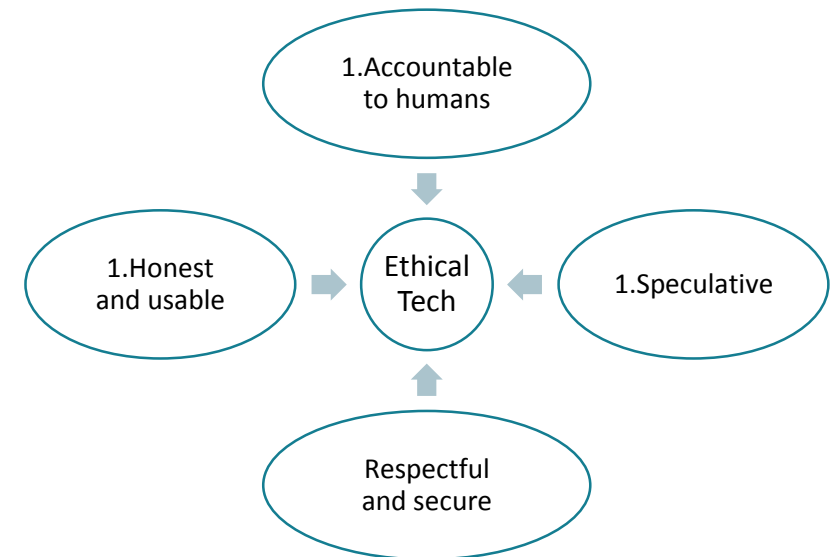 1.Accountable
to humans
1.Honest
and usable
Ethical
Tech
1.Speculative
Respectful
and secure